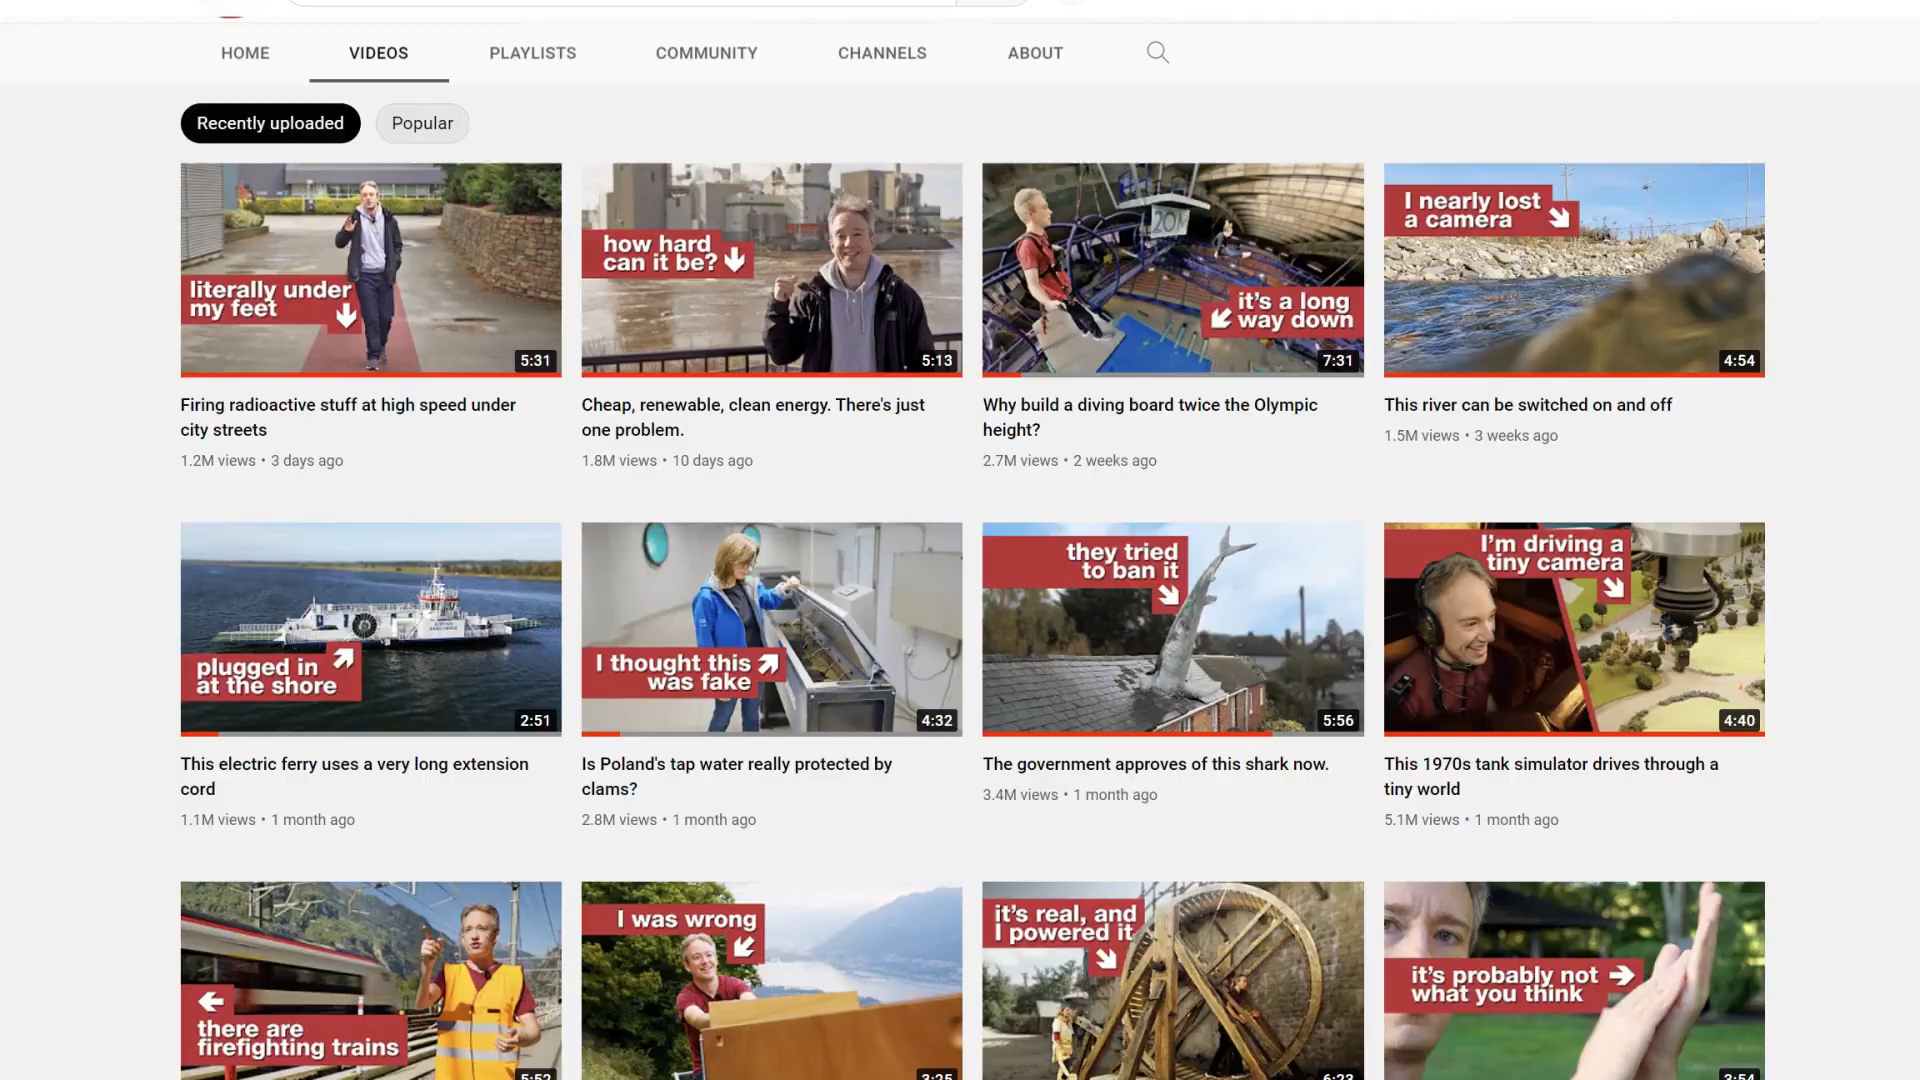 HOME
VIDEOS
PLAYLISTS
COMMUNITY
CHANNELS
ABOUT
Recently uploaded
Popular
literally under
my feet
5:31
how hard
can it be?
5:13
20M
it's a long
way down
7:31
I nearly lost
a camera
4:54
Firing radioactive stuff at high speed under
city streets
1.2M views • 3 days ago
Cheap, renewable, clean energy. There's just
one problem.
1.8M views • 10 days ago
Why build a diving board twice the Olympic
height?
2.7M views • 2 weeks ago
This river can be switched on and off
1.5M views • 3 weeks ago
plugged in
at the shore
2:51
I thought this
was fake
4:32
they tried
to ban it
5:56
I'm driving a
tiny camera
4:40
This electric ferry uses a very long extension
cord
1.1M views • 1 month ago
Is Poland's tap water really protected by
clams?
2.8M views • 1 month ago
The government approves of this shark now.
3.4M views • 1 month ago
This 1970s tank simulator drives through a
tiny world
5.1M views • 1 month ago
there are
firefighting trains
5:52
I was wrong
3:25
it's real, and
I powered it
6:23
it's probably not
what you think
3:54